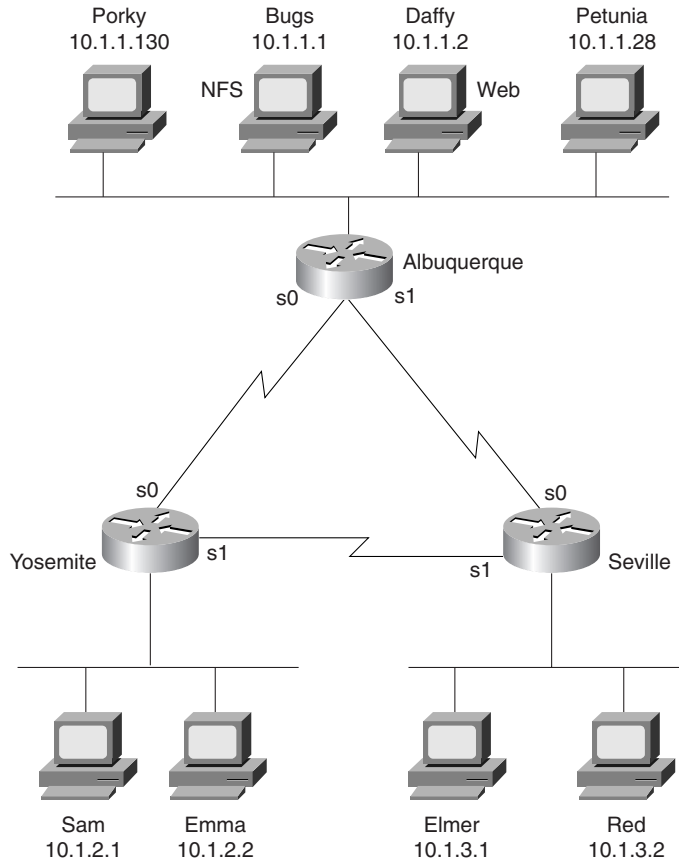 Porky
10.1.1.130
Bugs
10.1.1.1
Daffy
10.1.1.2
Petunia
10.1.1.28
NFS
Web
Albuquerque
s0
s1
s0
s0
Yosemite
s1
s1
Seville
Sam
10.1.2.1
Emma
10.1.2.2
Elmer
10.1.3.1
Red
10.1.3.2